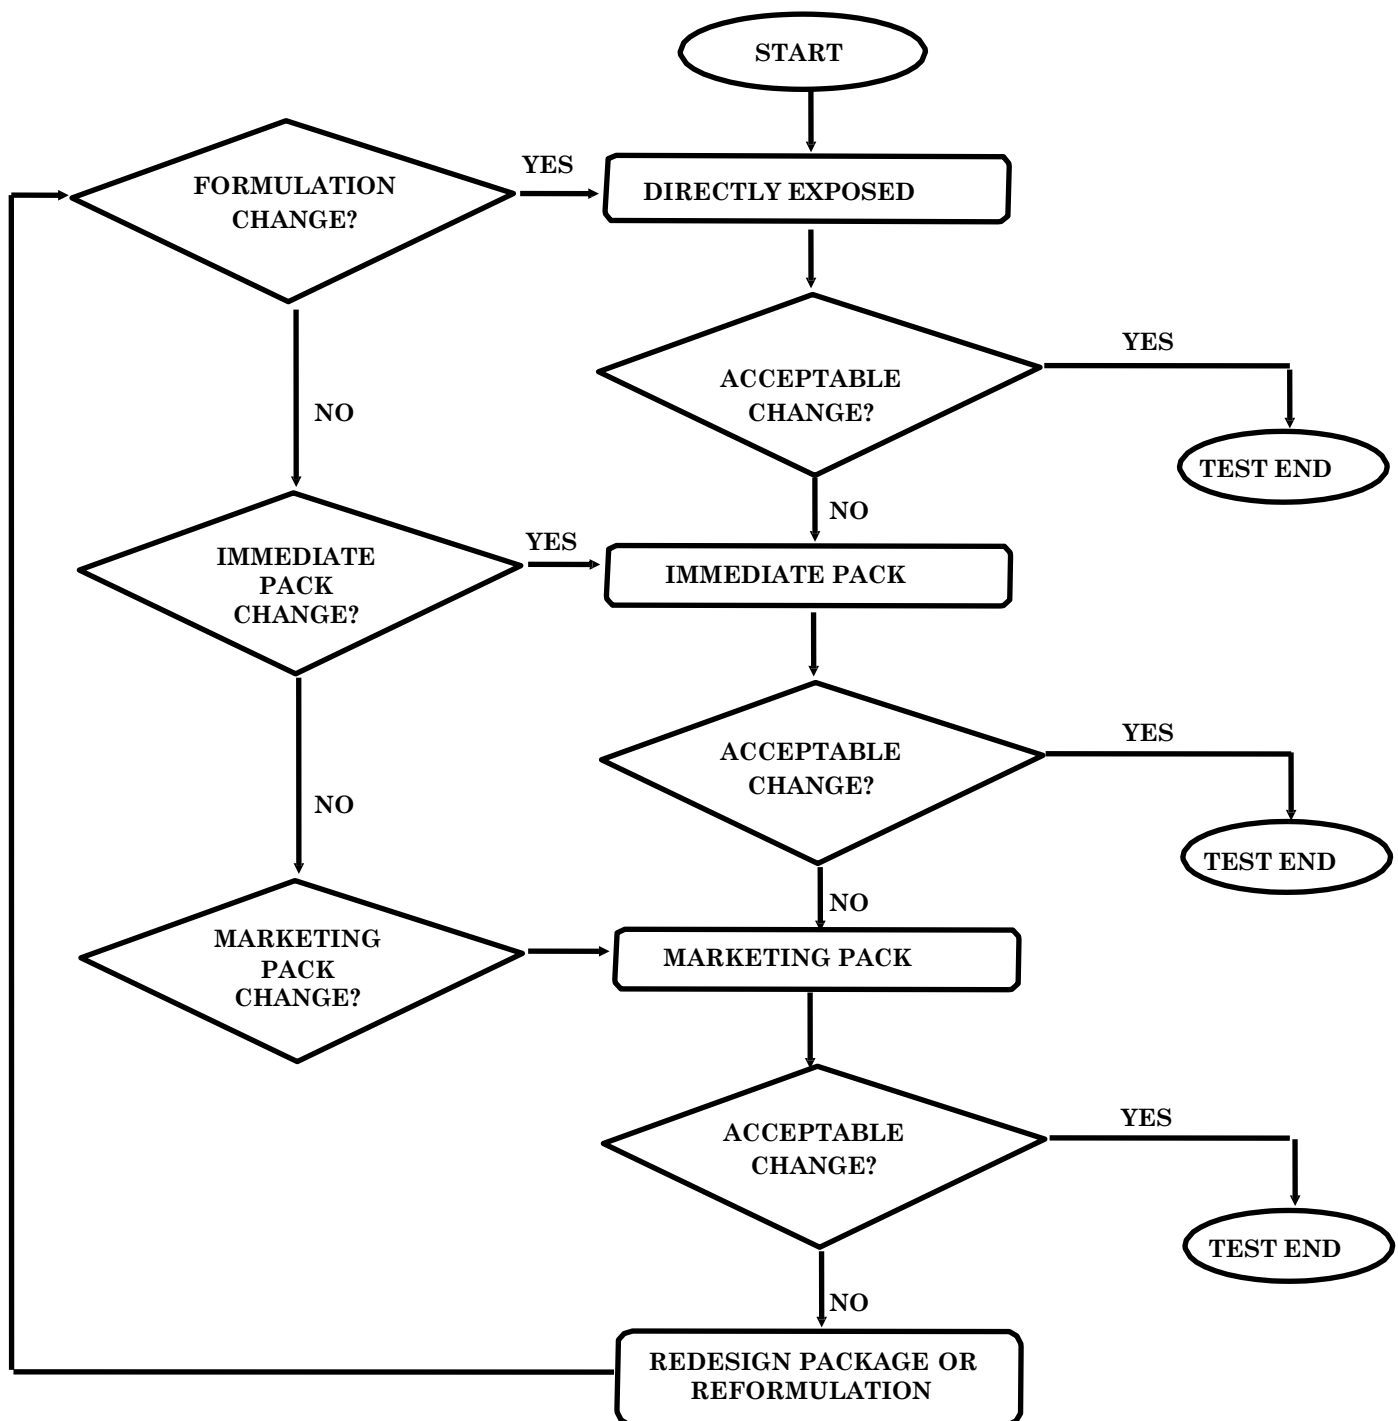 START
YES
FORMULATION
CHANGE?
DIRECTLY EXPOSED
YES
ACCEPTABLE
CHANGE?
NO
TEST END
NO
YES
IMMEDIATE
PACK
CHANGE?
IMMEDIATE PACK
YES
ACCEPTABLE
CHANGE?
NO
TEST END
NO
MARKETING
PACK
CHANGE?
MARKETING PACK
YES
ACCEPTABLE
CHANGE?
TEST END
NO
REDESIGN PACKAGE OR
REFORMULATION